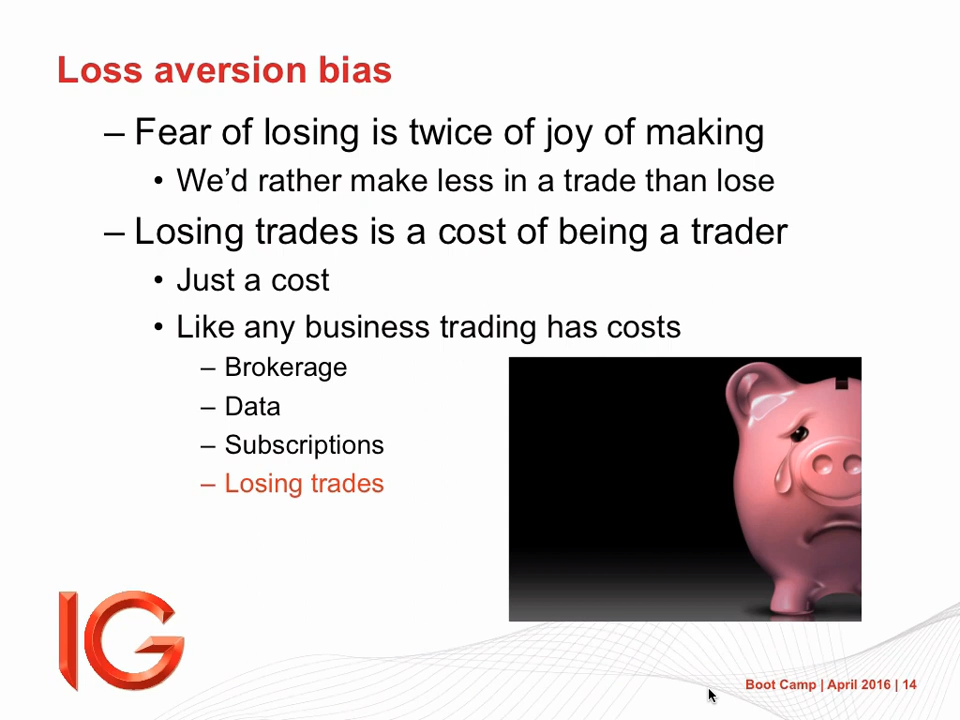 Loss aversion bias
– Fear of losing is twice of joy of making
• We’d rather make less in a trade than lose
– Losing trades is a cost of being a trader
• Just a cost
• Like any business trading has costs
– Brokerage
– Data
– Subscriptions
– Losing trades
IG
Boot Camp | April 2016 | 14